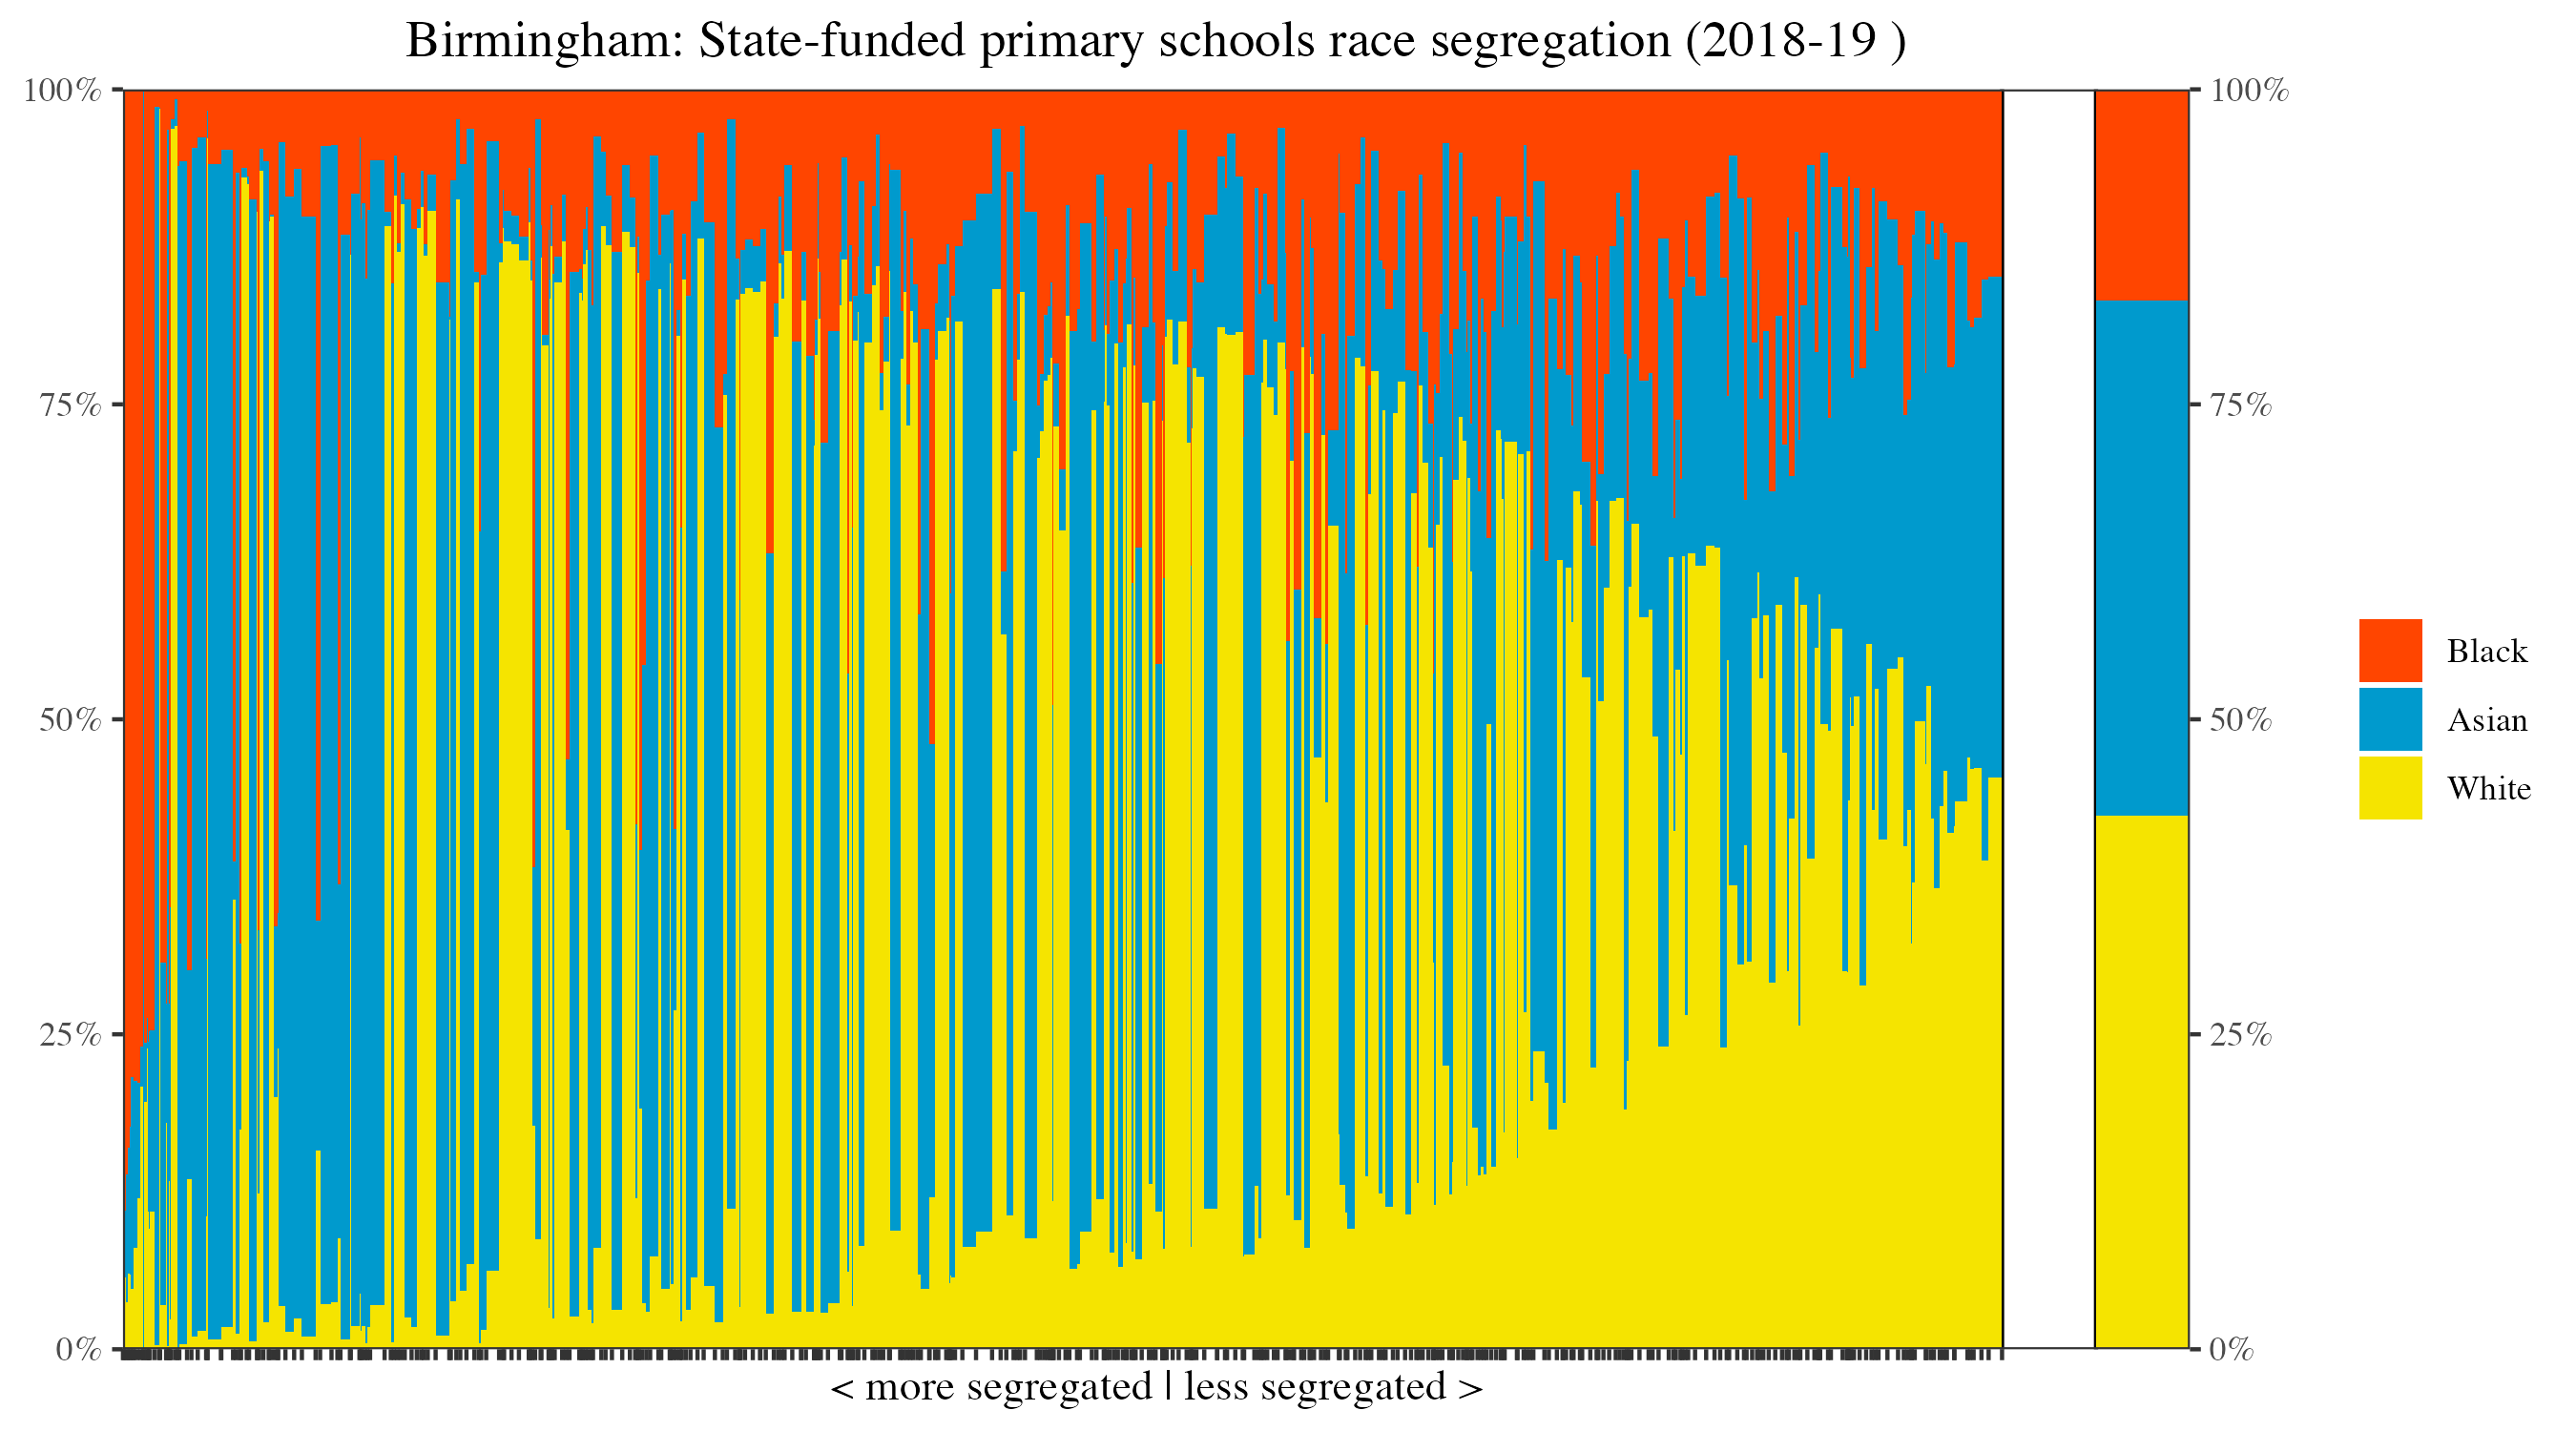 Birmingham: State-funded primary schools race segregation (2018-19 )
100%
75%
50%
25%
0%
100%
75%
50%
25%
0%
Black
Asian
White
< more segregated | less segregated >